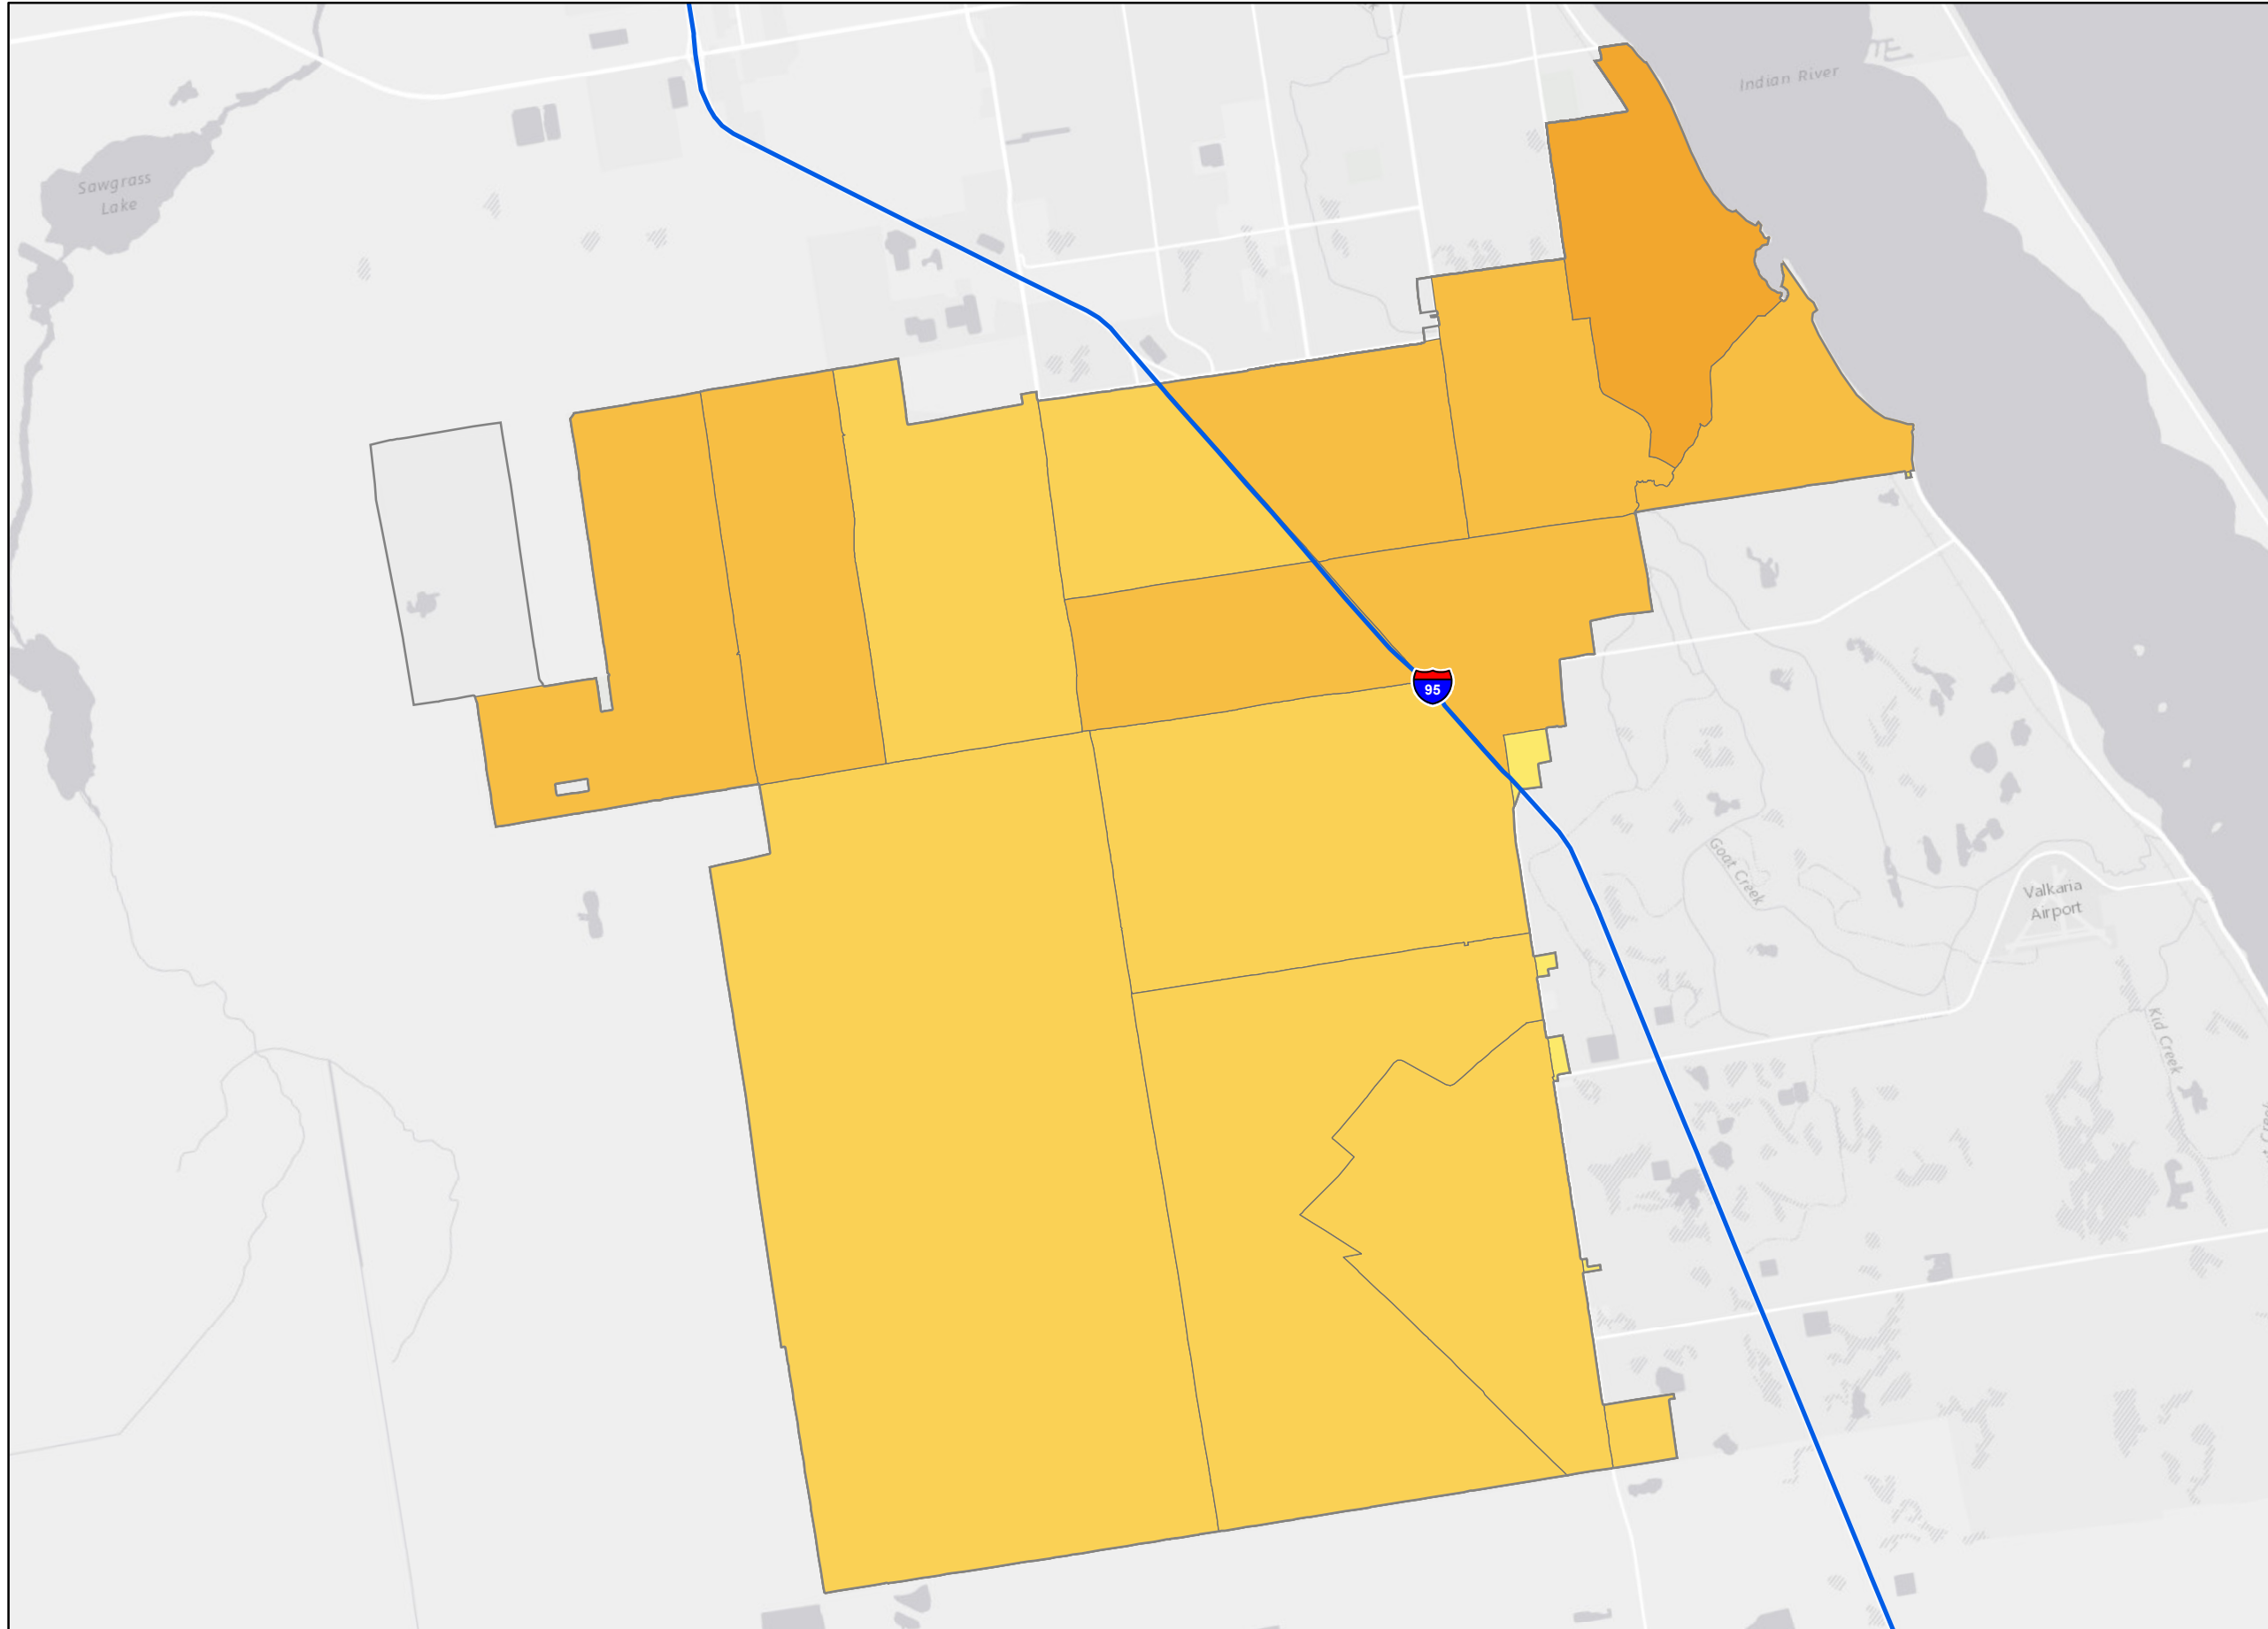 Indian River
Sawgrass
Lake
95
Goat Creek
Valkaria
Airport
Kid Creek